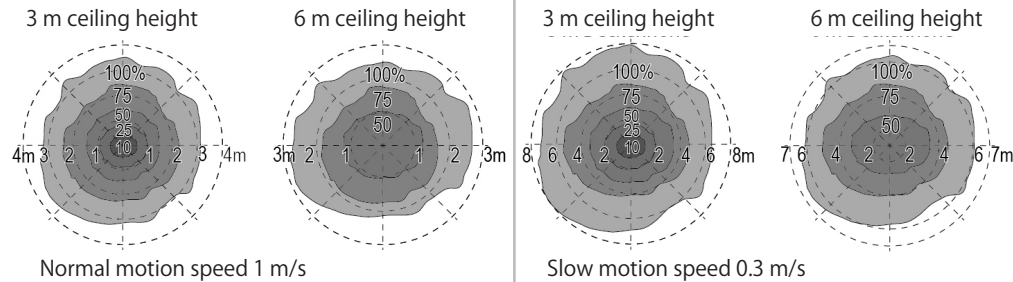 3 m ceiling height
6 m ceiling height
3 m ceiling height
6 m ceiling height
100%
75
50
25
10
4m 3 2 1 1 2 3 4m
100%
75
50
3m 2 1 1 2 3m
100%
75
50
25
10
8 6 4 2 2 4 6 8m
100%
75
50
7 6 4 2 2 4 6 7m
Normal motion speed 1 m/s
Slow motion speed 0.3 m/s